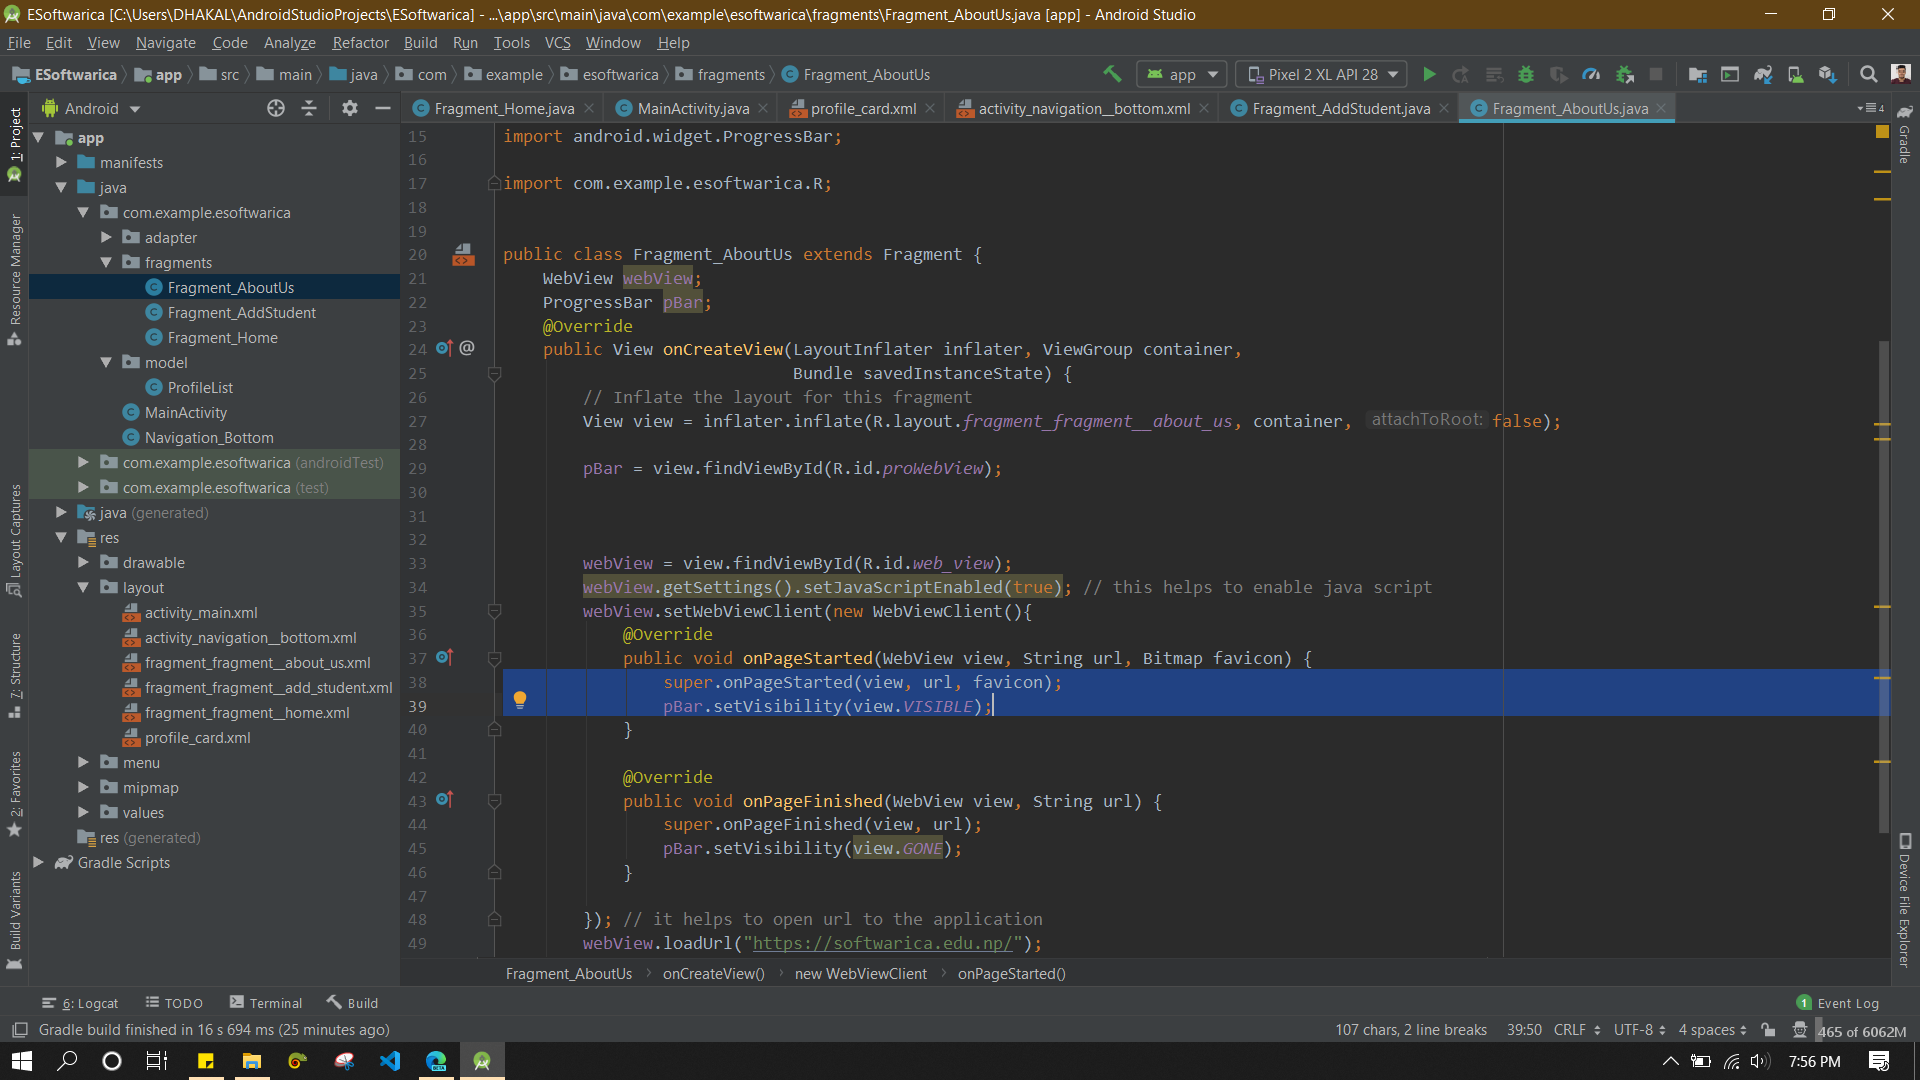 ESoftwarica [C:\Users\DHAKAL\AndroidStudioProjects\ESoftwarica] - ...\app\src\main\java\com\example\esoftwarica\fragments\Fragment_AboutUs.java [app] - Android Studio
File Edit View Navigate Code Analyze Refactor Build Run Tools VCS Window Help
ESoftwarica app src main java com example esoftwarica fragments Fragment_AboutUs app Pixel 2 XL API 28
Android
Fragment_Home.java MainActivity.java profile_card.xml activity_navigation__bottom.xml Fragment_AddStudent.java Fragment_AboutUs.java 4
1: Project
Resource Manager
Layout Captures
7: Structure
2: Favorites
Build Variants
app
manifests
java
com.example.esoftwarica
adapter
fragments
Fragment_AboutUs
Fragment_AddStudent
Fragment_Home
model
ProfileList
MainActivity
Navigation_Bottom
com.example.esoftwarica (androidTest)
com.example.esoftwarica (test)
java (generated)
res
drawable
layout
activity_main.xml
activity_navigation__bottom.xml
fragment_fragment__about_us.xml
fragment_fragment__add_student.xml
fragment_fragment__home.xml
profile_card.xml
menu
mipmap
values
res (generated)
Gradle Scripts
15 import android.widget.ProgressBar;
16
17 import com.example.esoftwarica.R;
18
19
20 public class Fragment_AboutUs extends Fragment {
21 WebView webView;
22 ProgressBar pBar;
23 @Override
24 @ public View onCreateView(LayoutInflater inflater, ViewGroup container,
25 Bundle savedInstanceState) {
26 // Inflate the layout for this fragment
27 View view = inflater.inflate(R.layout.fragment_fragment__about_us, container, attachToRoot: false);
28
29 pBar = view.findViewById(R.id.proWebView);
30
31
32
33 webView = view.findViewById(R.id.web_view);
34 webView.getSettings().setJavaScriptEnabled(true); // this helps to enable java script
35 webView.setWebViewClient(new WebViewClient(){
36 @Override
37 public void onPageStarted(WebView view, String url, Bitmap favicon) {
38 super.onPageStarted(view, url, favicon);
39 pBar.setVisibility(view.VISIBLE);
40 }
41
42 @Override
43 public void onPageFinished(WebView view, String url) {
44 super.onPageFinished(view, url);
45 pBar.setVisibility(view.GONE);
46 }
47
48 }); // it helps to open url to the application
49 webView.loadUrl("https://softwarica.edu.np/");
Gradle
Device File Explorer
Fragment_AboutUs onCreateView() new WebViewClient onPageStarted()
6: Logcat TODO Terminal Build 1 Event Log
Gradle build finished in 16 s 694 ms (25 minutes ago) 107 chars, 2 line breaks 39:50 CRLF UTF-8 4 spaces 465 of 6062M
BETA 7:56 PM